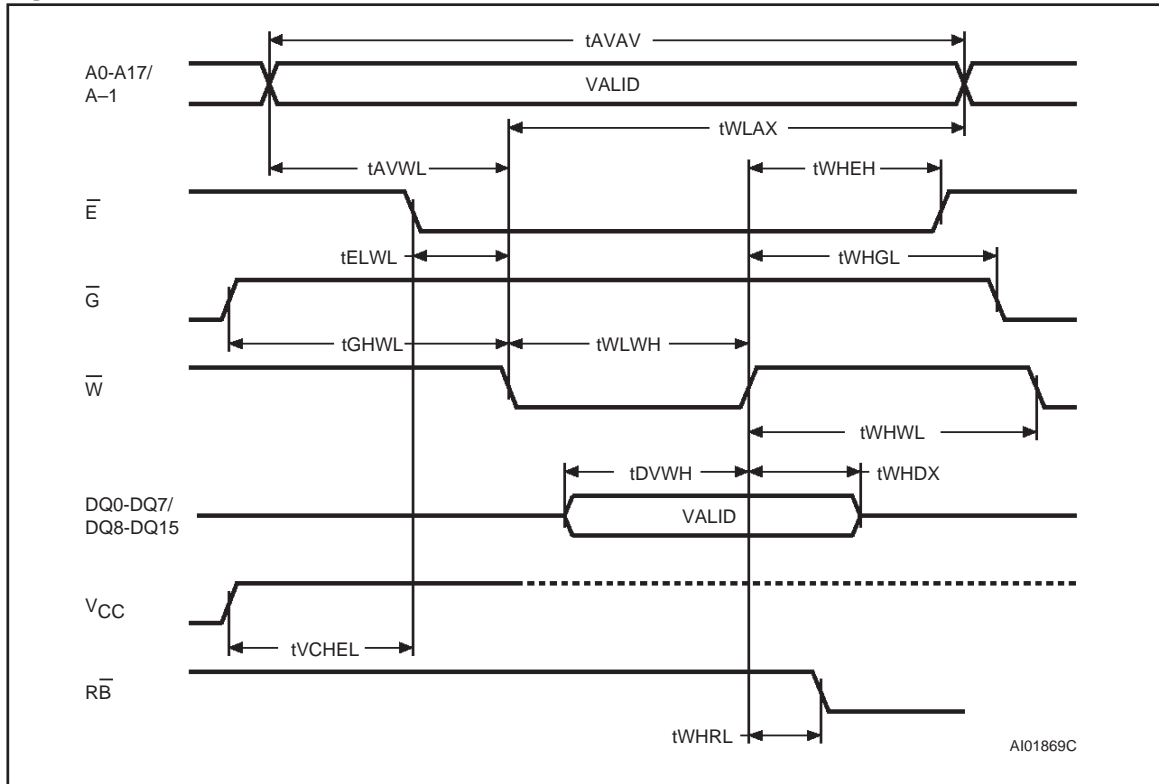 tAVAV
A0-A17/
A–1
VALID
tWLAX
tAVWL
tWHEH
E̅
tELWL
tWHGL
G̅
tGHWL
tWLWH
W̅
tWHWL
tDVWH
tWHDX
DQ0-DQ7/
DQ8-DQ15
VALID
VCC
tVCHEL
RB̅
tWHRL
AI01869C